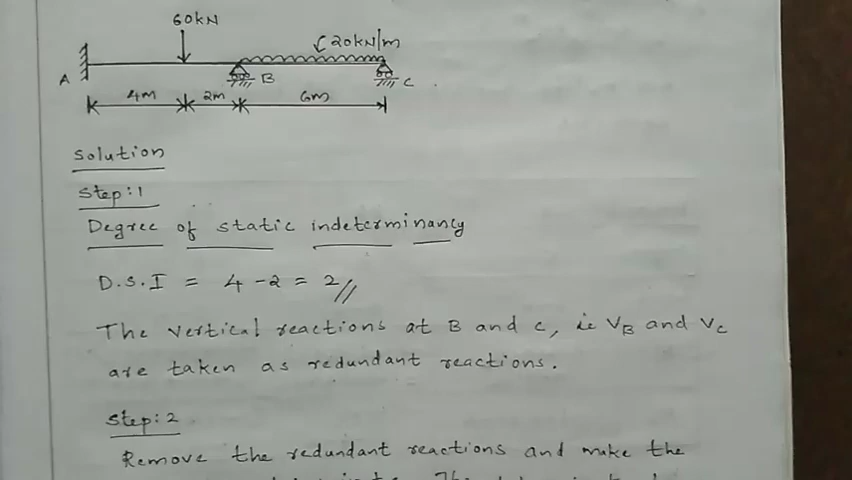 60kN
20kN/m
A
B
C
4m
2m
6m
Solution
Step:1
Degree of static indeterminancy
D.S.I = 4 - 2 = 2//
The vertical reactions at B and C, ie VB and VC
are taken as redundant reactions.
Step:2
Remove the redundant reactions and make the